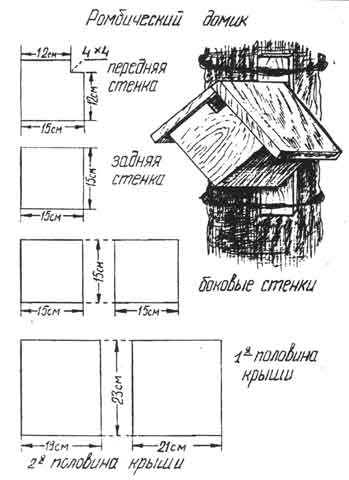 Ромбический домик
12см
4×4
передняя
стенка
12см
15см
15см
задняя
стенка
15см
15см
боковые стенки
15см
15см
1я половина
крыши
23см
19см
21см
2я половина крыши